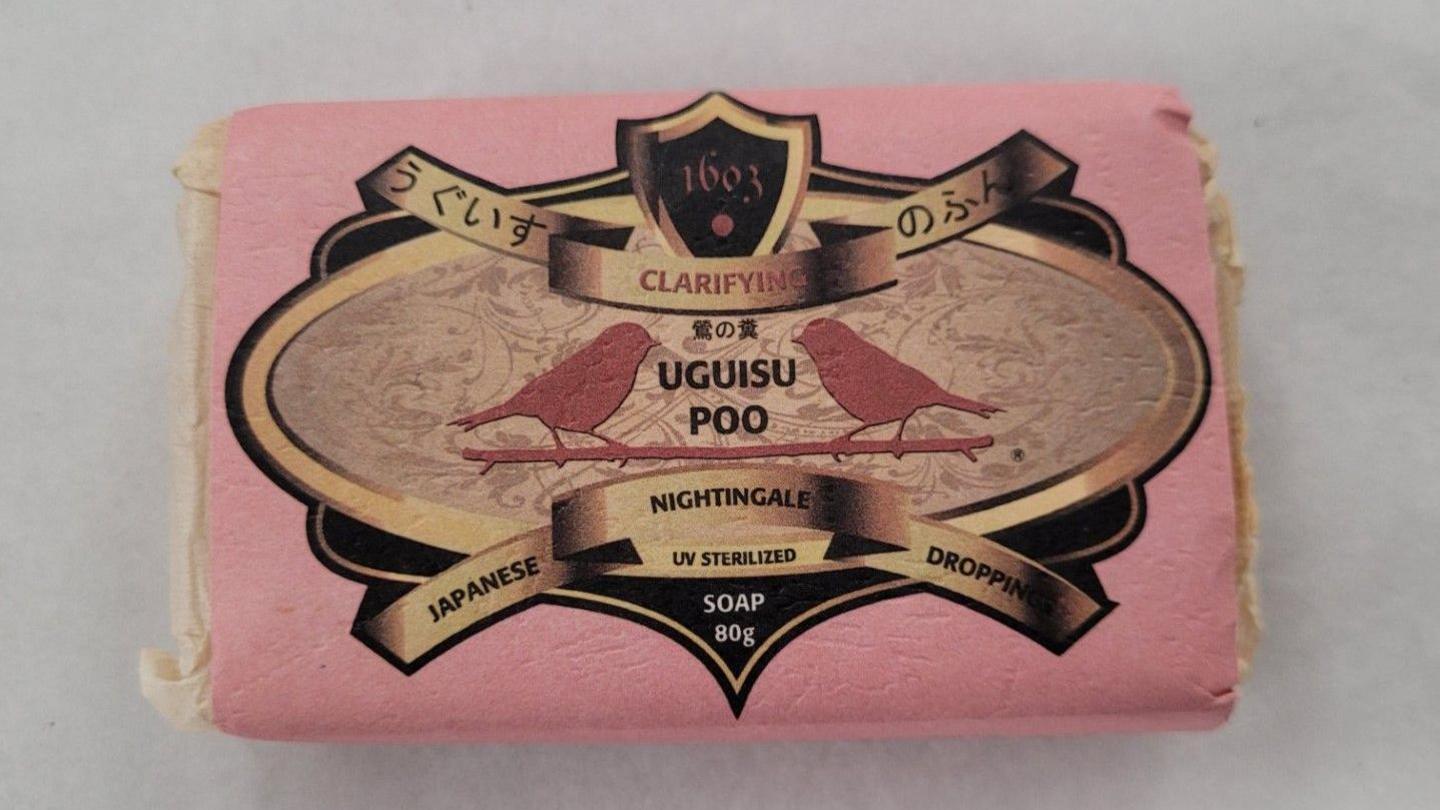 1603
うぐいす
のふん
CLARIFYING
鶯の糞
UGUISU
POO
®
NIGHTINGALE
JAPANESE
UV STERILIZED
DROPPINGS
SOAP
80g